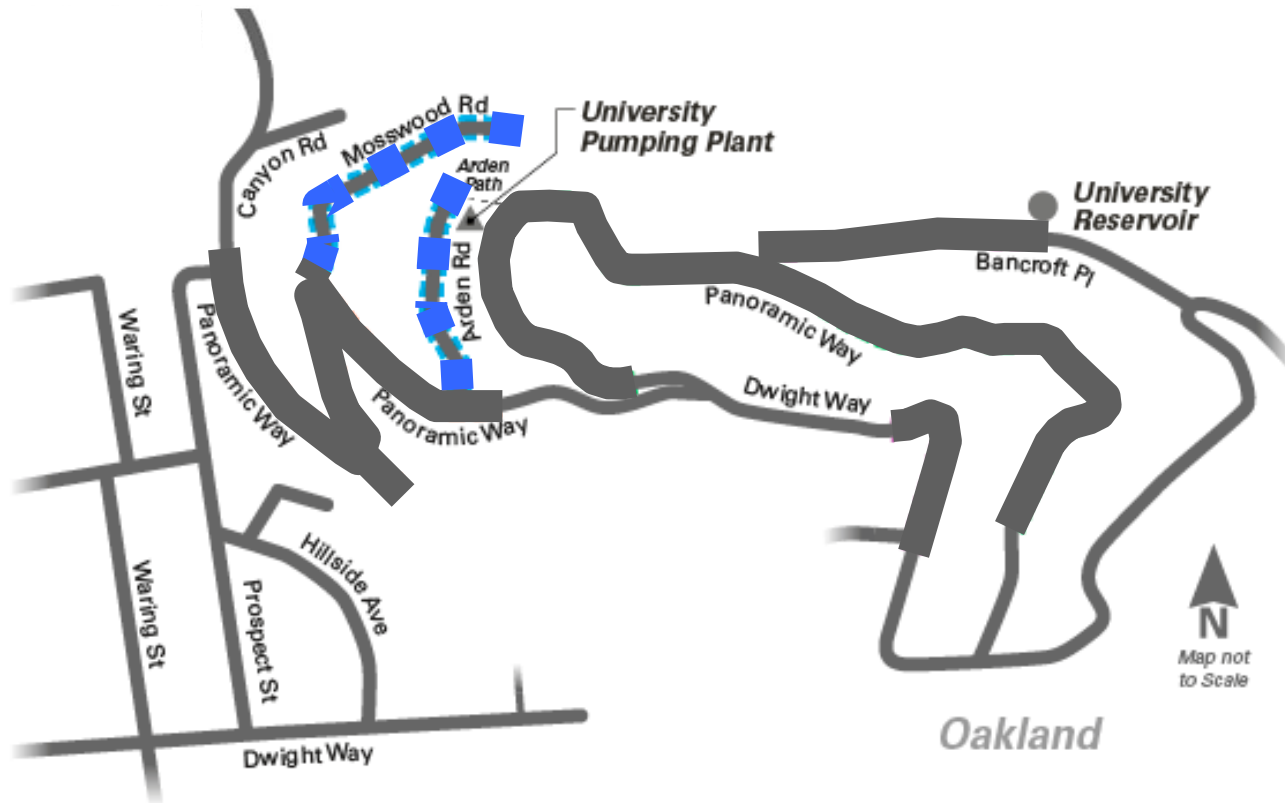 Mosswood Rd
University
Pumping Plant
Canyon Rd
Arden
Path
University
Reservoir
Arden Rd
Bancroft Pl
Panoramic Way
Waring St
Panoramic Way
Dwight Way
Panoramic Way
Hillside Ave
Waring St
Prospect St
N
Map not
to Scale
Oakland
Dwight Way